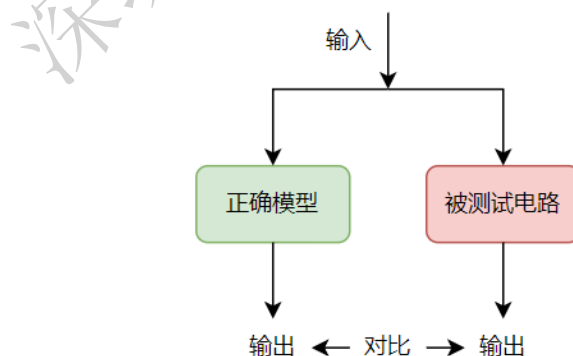 输入
正确模型
被测试电路
输出 对比 输出